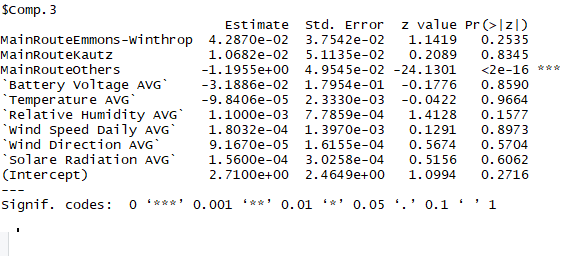 $Comp.3
Estimate Std. Error z value Pr(>|z|)
MainRouteEmmons-Winthrop 4.2870e-02 3.7542e-02 1.1419 0.2535
MainRouteKautz 1.0682e-02 5.1135e-02 0.2089 0.8345
MainRouteOthers -1.1955e+00 4.9545e-02 -24.1301 <2e-16 ***
`Battery Voltage AVG` -3.1886e-02 1.7954e-01 -0.1776 0.8590
`Temperature AVG` -9.8406e-05 2.3330e-03 -0.0422 0.9664
`Relative Humidity AVG` 1.1000e-03 7.7859e-04 1.4128 0.1577
`Wind Speed Daily AVG` 1.8032e-04 1.3970e-03 0.1291 0.8973
`Wind Direction AVG` 9.1670e-05 1.6155e-04 0.5674 0.5704
`Solare Radiation AVG` 1.5600e-04 3.0258e-04 0.5156 0.6062
(Intercept) 2.7100e+00 2.4649e+00 1.0994 0.2716
---
Signif. codes: 0 ‘***’ 0.001 ‘**’ 0.01 ‘*’ 0.05 ‘.’ 0.1 ‘ ’ 1